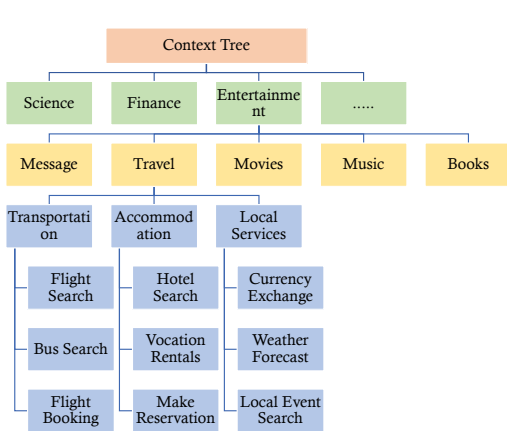 Context Tree
Science
Finance
Entertainme
nt
.....
Message
Travel
Movies
Music
Books
Transportati
on
Accommod
ation
Local
Services
Flight
Search
Hotel
Search
Currency
Exchange
Bus Search
Vocation
Rentals
Weather
Forecast
Flight
Booking
Make
Reservation
Local Event
Search